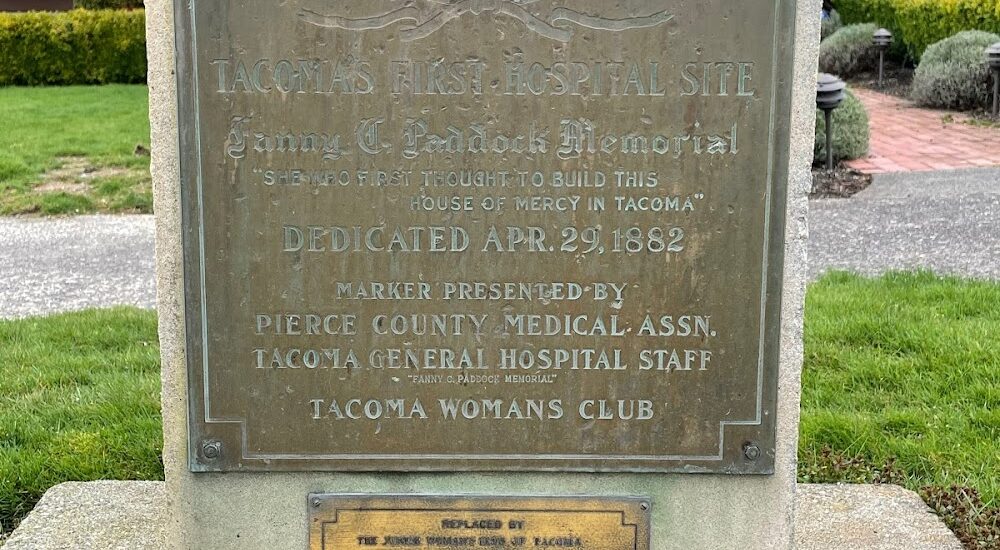 TACOMA'S FIRST HOSPITAL SITE
Fanny C. Paddock Memorial
"SHE WHO FIRST THOUGHT TO BUILD THIS
HOUSE OF MERCY IN TACOMA".
DEDICATED APR. 29, 1882
MARKER PRESENTED BY
PIERCE COUNTY MEDICAL ASSN.
TACOMA GENERAL HOSPITAL STAFF
"FANNY C. PADDOCK MEMORIAL"
TACOMA WOMANS CLUB
REPLACED BY
THE JUNIOR WOMAN'S CLUB OF TACOMA